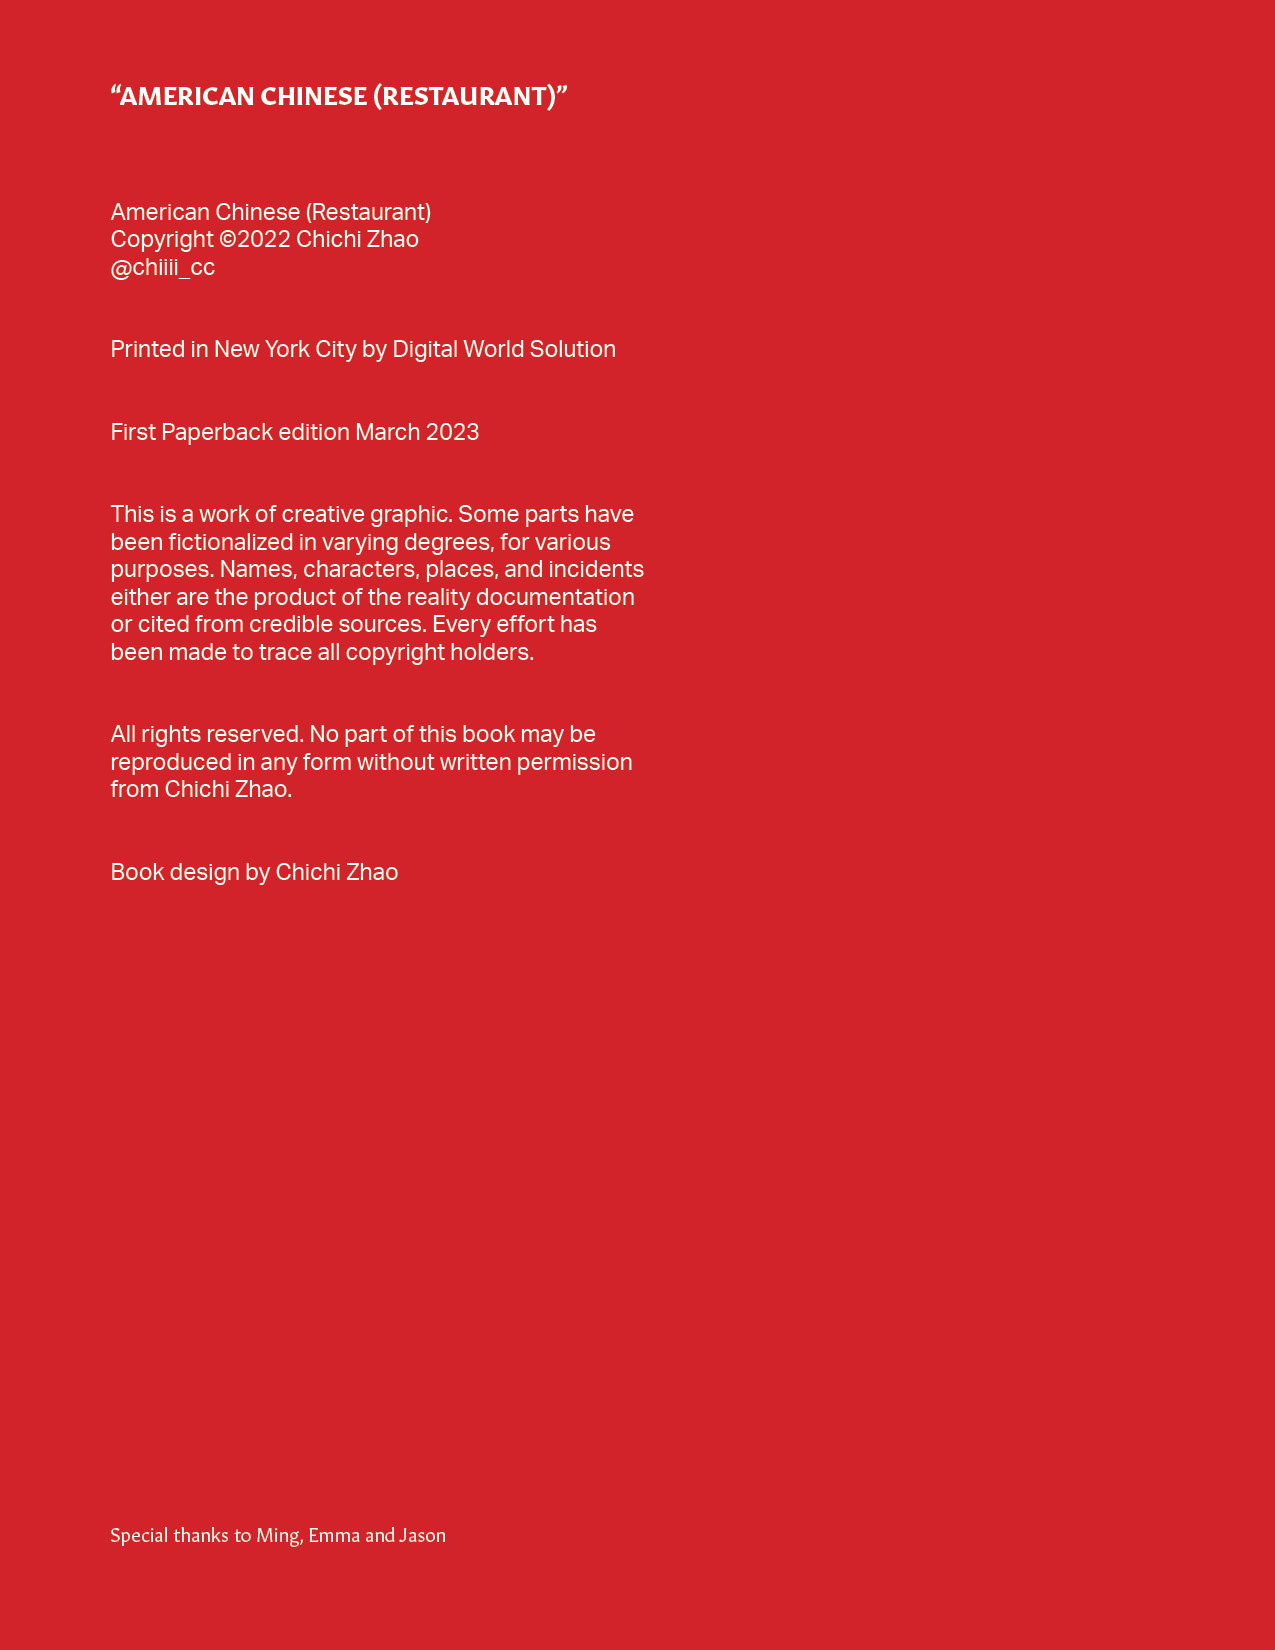 “AMERICAN CHINESE (RESTAURANT)”
American Chinese (Restaurant)
Copyright ©2022 Chichi Zhao
@chiiii_cc
Printed in New York City by Digital World Solution
First Paperback edition March 2023
This is a work of creative graphic. Some parts have
been fictionalized in varying degrees, for various
purposes. Names, characters, places, and incidents
either are the product of the reality documentation
or cited from credible sources. Every effort has
been made to trace all copyright holders.
All rights reserved. No part of this book may be
reproduced in any form without written permission
from Chichi Zhao.
Book design by Chichi Zhao
Special thanks to Ming, Emma and Jason